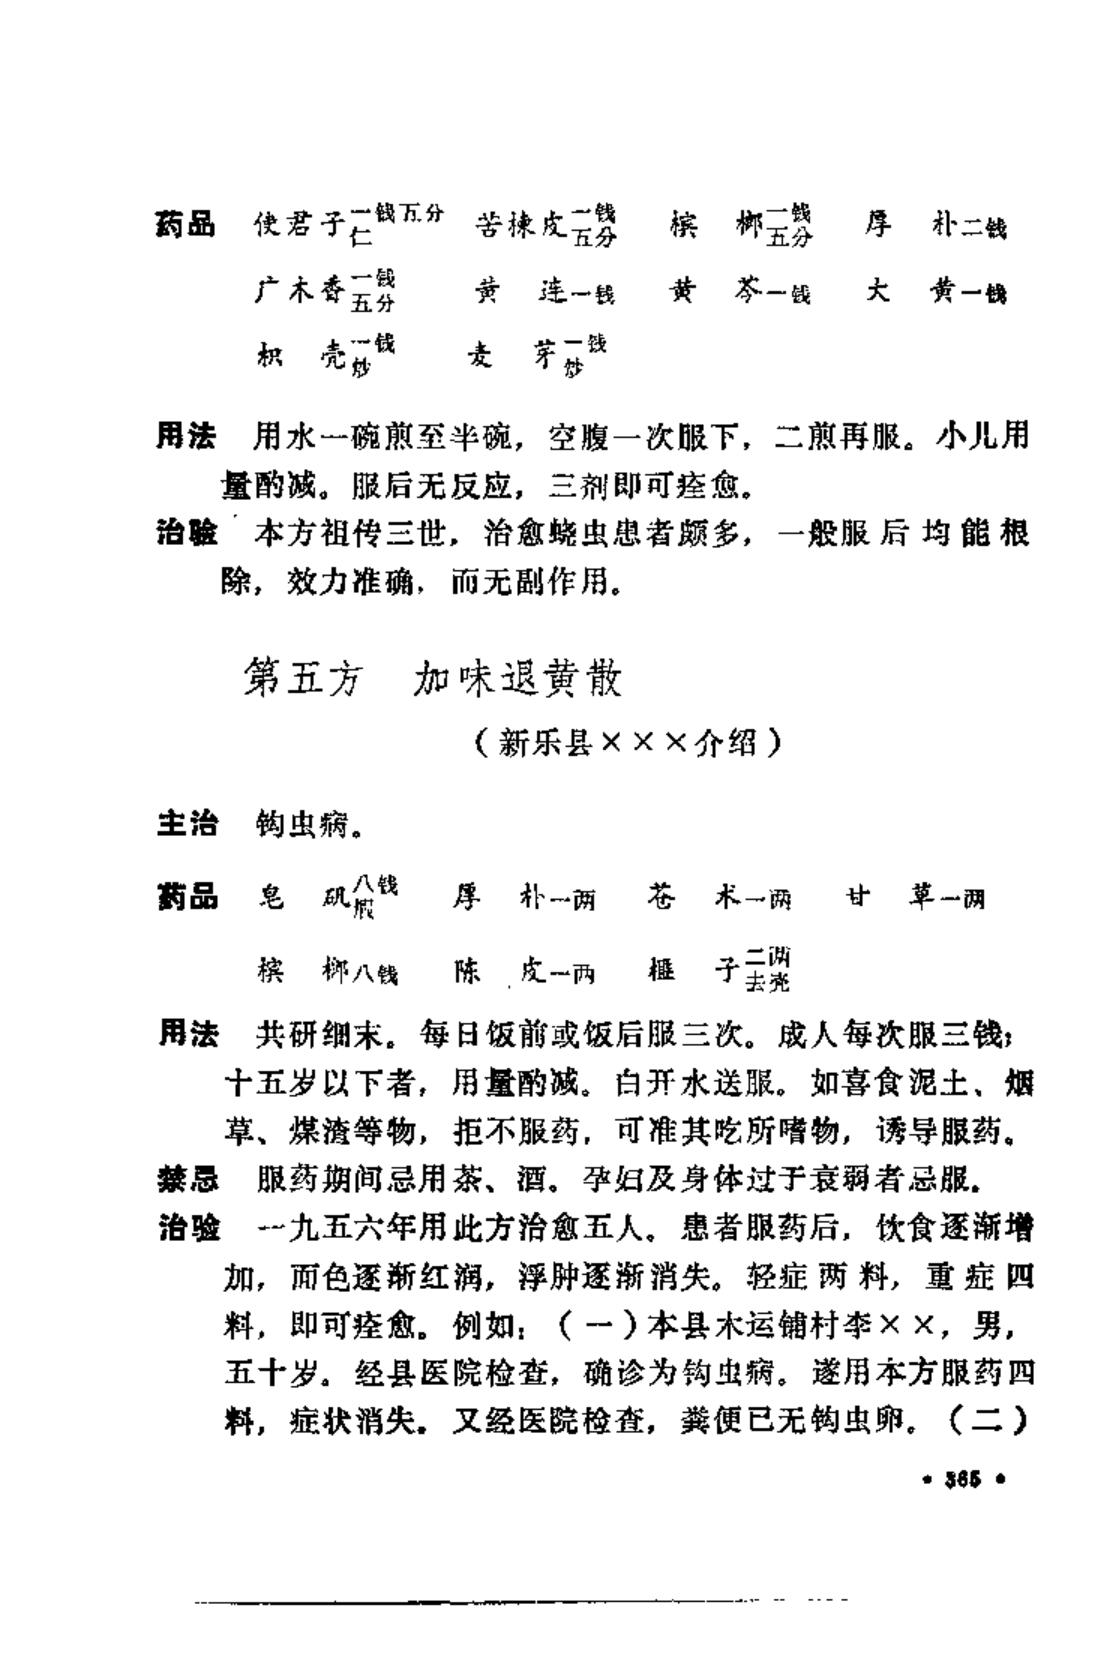 药品 使君子一钱五分仁 苦楝皮一钱五分 槟榔一钱五分 厚朴二钱
广木香一钱五分 黄连一钱 黄芩一钱 大黄一钱
枳壳一钱炒 麦芽一钱炒
用法 用水一碗煎至半碗，空腹一次服下，二煎再服。小儿用
量酌减。服后无反应，三剂即可痊愈。
治验 本方祖传三世，治愈蛲虫患者颇多，一般服后均能根
除，效力准确，而无副作用。
第五方 加味退黄散
（新乐县×××介绍）
主治 钩虫病。
药品 皂矾八钱煅 厚朴一两 苍术一两 甘草一两
槟榔八钱 陈皮一两 榧子二两去壳
用法 共研细末。每日饭前或饭后服三次。成人每次服三钱；
十五岁以下者，用量酌减。白开水送服。如喜食泥土、烟
草、煤渣等物，拒不服药，可准其吃所嗜物，诱导服药。
禁忌 服药期间忌用茶、酒。孕妇及身体过于衰弱者忌服。
治验 一九五六年用此方治愈五人。患者服药后，饮食逐渐增
加，面色逐渐红润，浮肿逐渐消失。轻症两料，重症四
料，即可痊愈。例如：（一）本县木运铺村李××，男，
五十岁。经县医院检查，确诊为钩虫病。遂用本方服药四
料，症状消失。又经医院检查，粪便已无钩虫卵。（二）
• 365 •